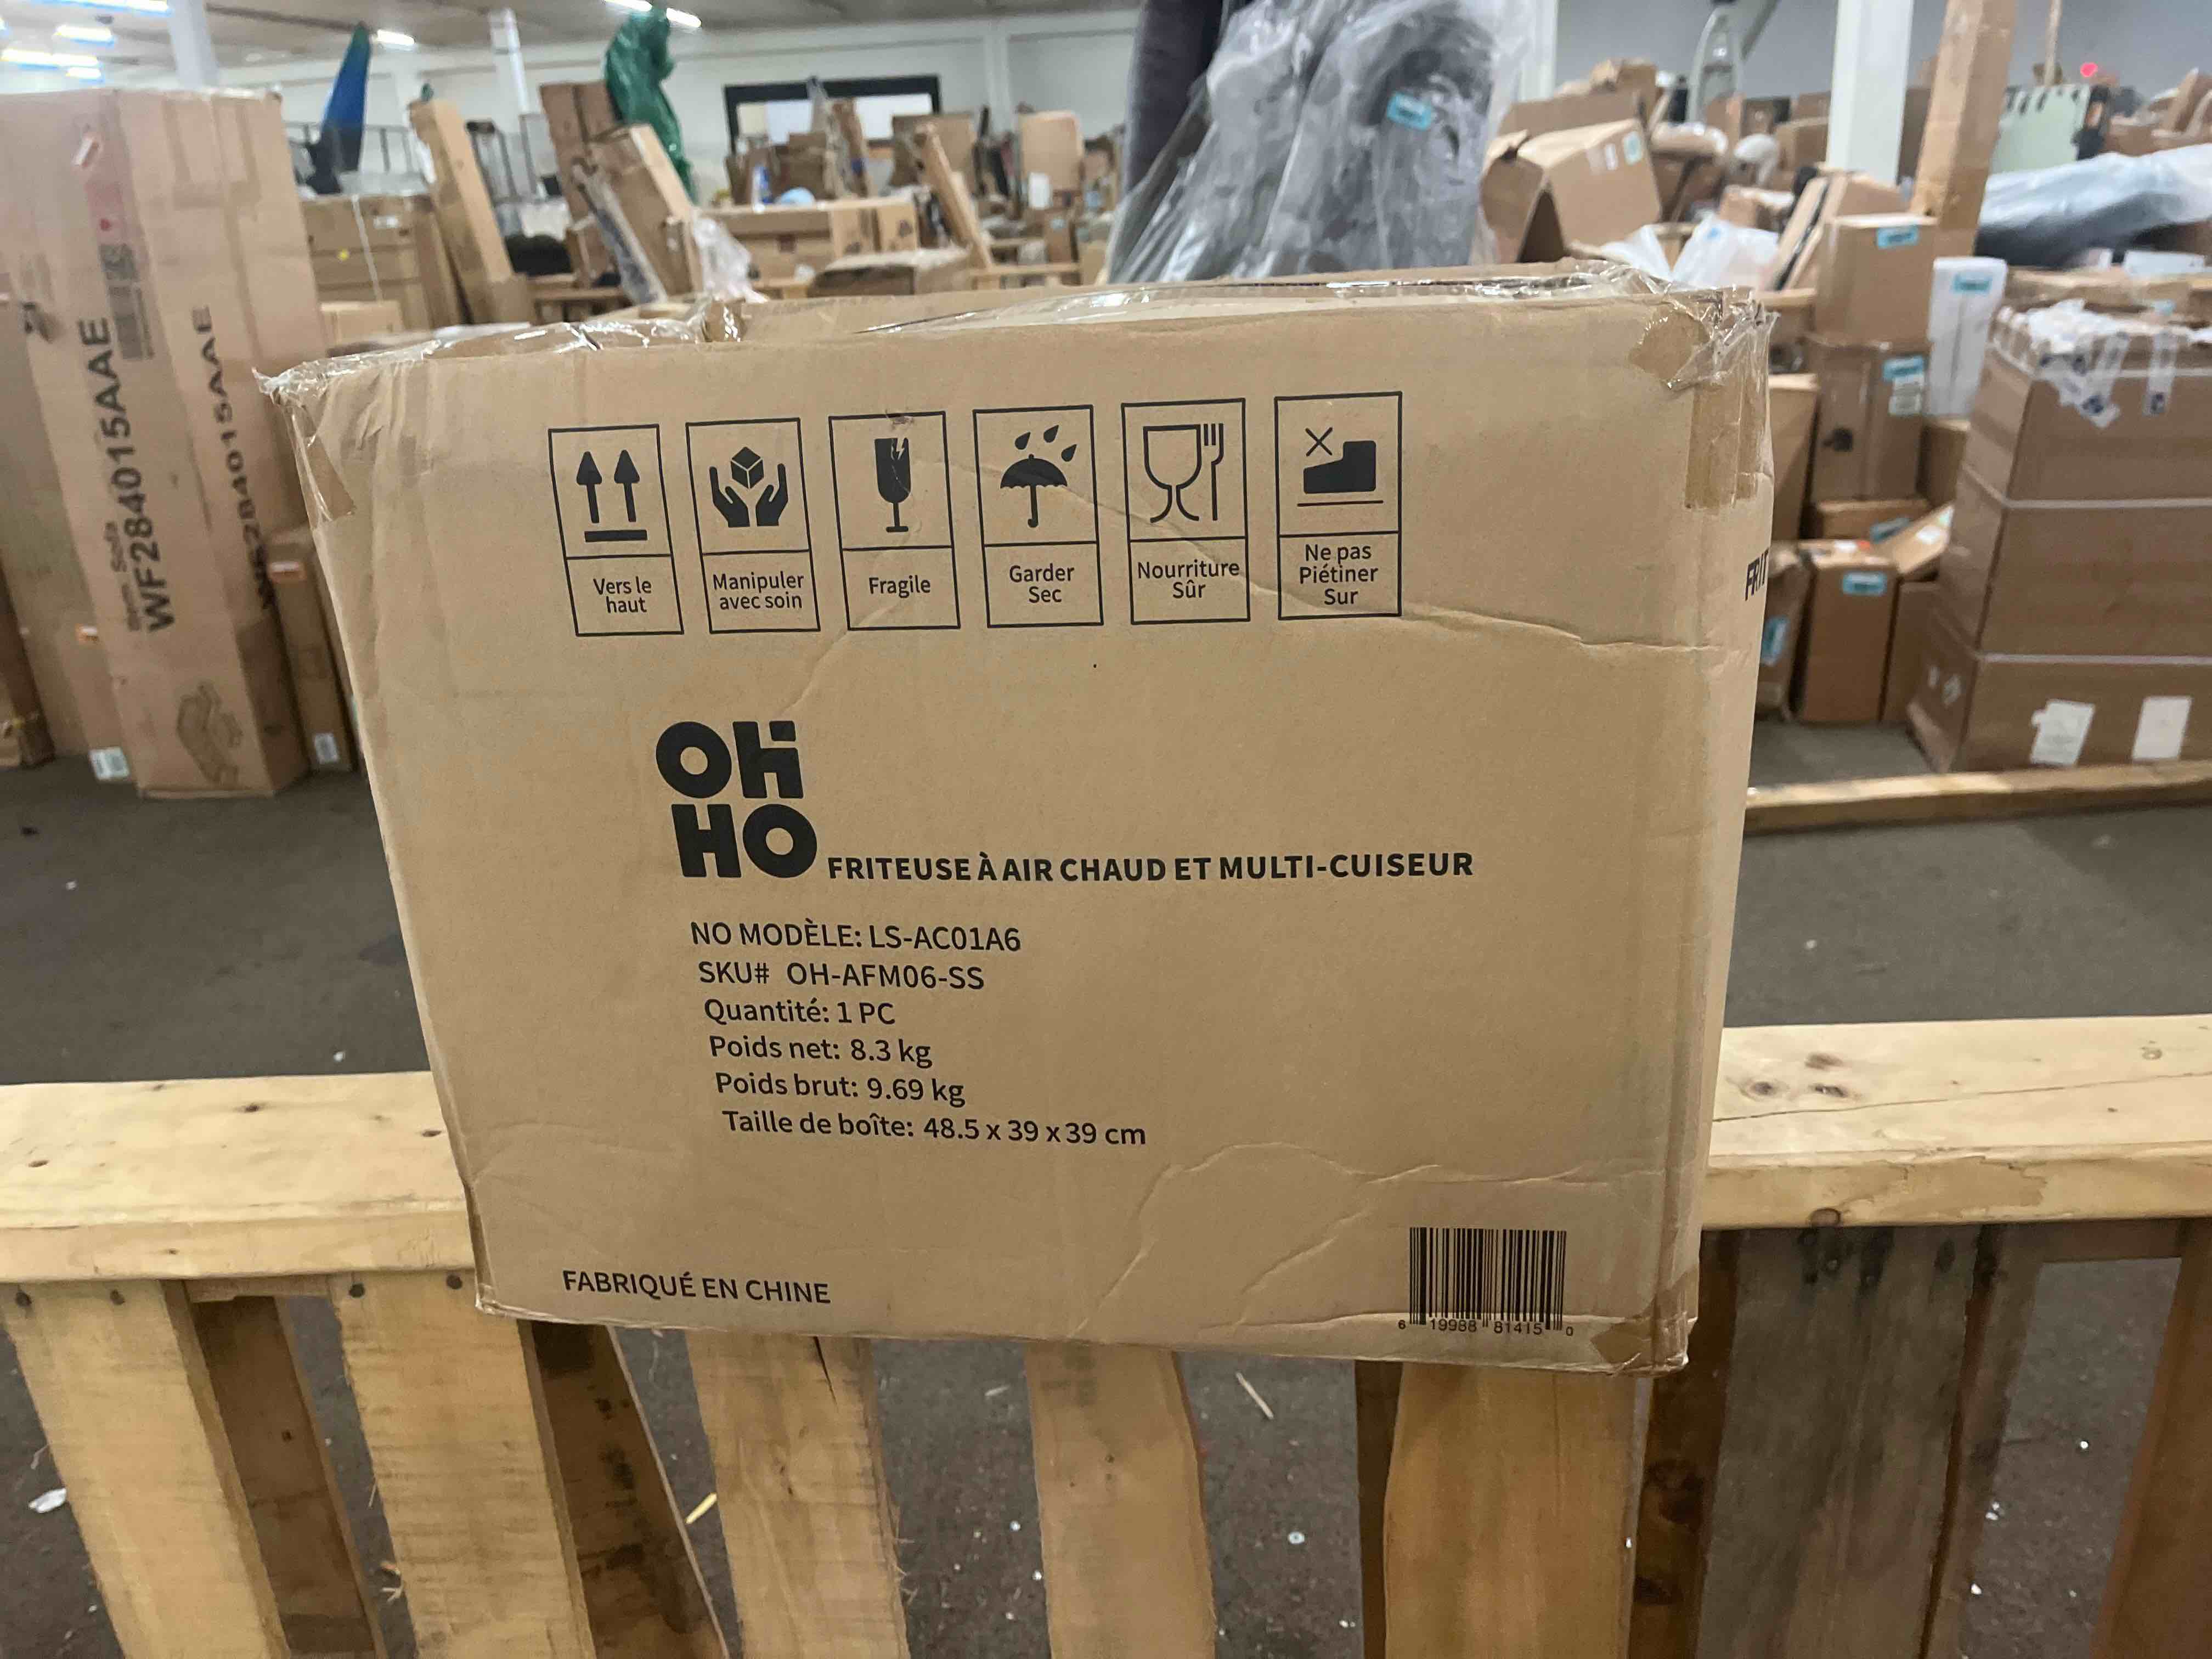 Vers le
haut
Manipuler
avec soin
Fragile
Garder
Sec
Nourriture
Sûr
Ne pas
Piétiner
Sur
OH
HO
FRITEUSE À AIR CHAUD ET MULTI-CUISEUR
NO MODÈLE: LS-AC01A6
SKU# OH-AFM06-SS
Quantité: 1 PC
Poids net: 8.3 kg
Poids brut: 9.69 kg
Taille de boîte: 48.5 x 39 x 39 cm
FABRIQUÉ EN CHINE
6 19988 81415 0
FRIT
WF284015AAE
WF284015AAE